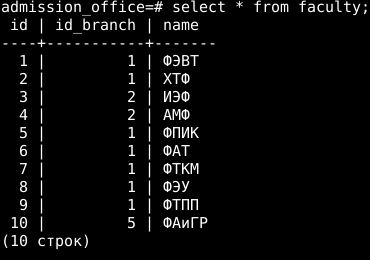 admission_office=# select * from faculty;
 id | id_branch | name
----+-----------+-------
  1 |         1 | ФЭВТ
  2 |         1 | ХТФ
  3 |         2 | ИЭФ
  4 |         2 | АМФ
  5 |         1 | ФПИК
  6 |         1 | ФАТ
  7 |         1 | ФТКМ
  8 |         1 | ФЭУ
  9 |         1 | ФТПП
 10 |         5 | ФАиГР
(10 строк)